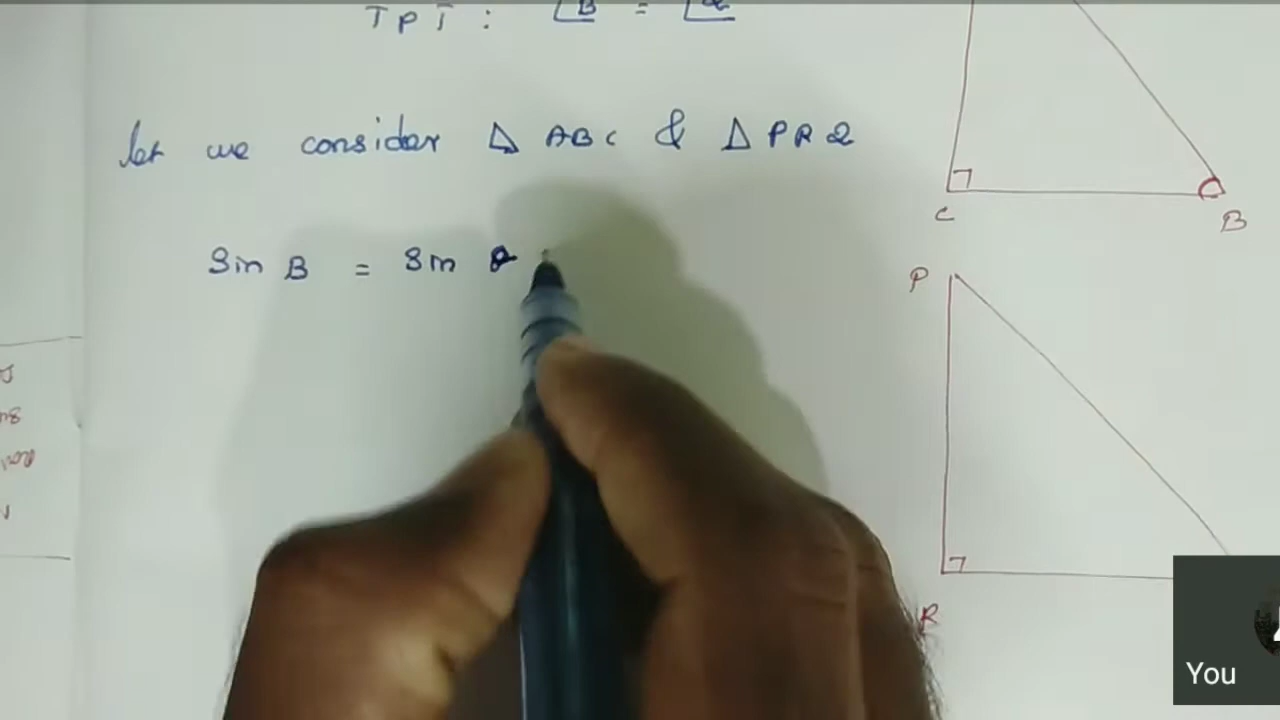 TPT : ∠B = ∠Q
let we consider Δ ABC & Δ PRQ
C
B
Sin B = Sin
P
R
You